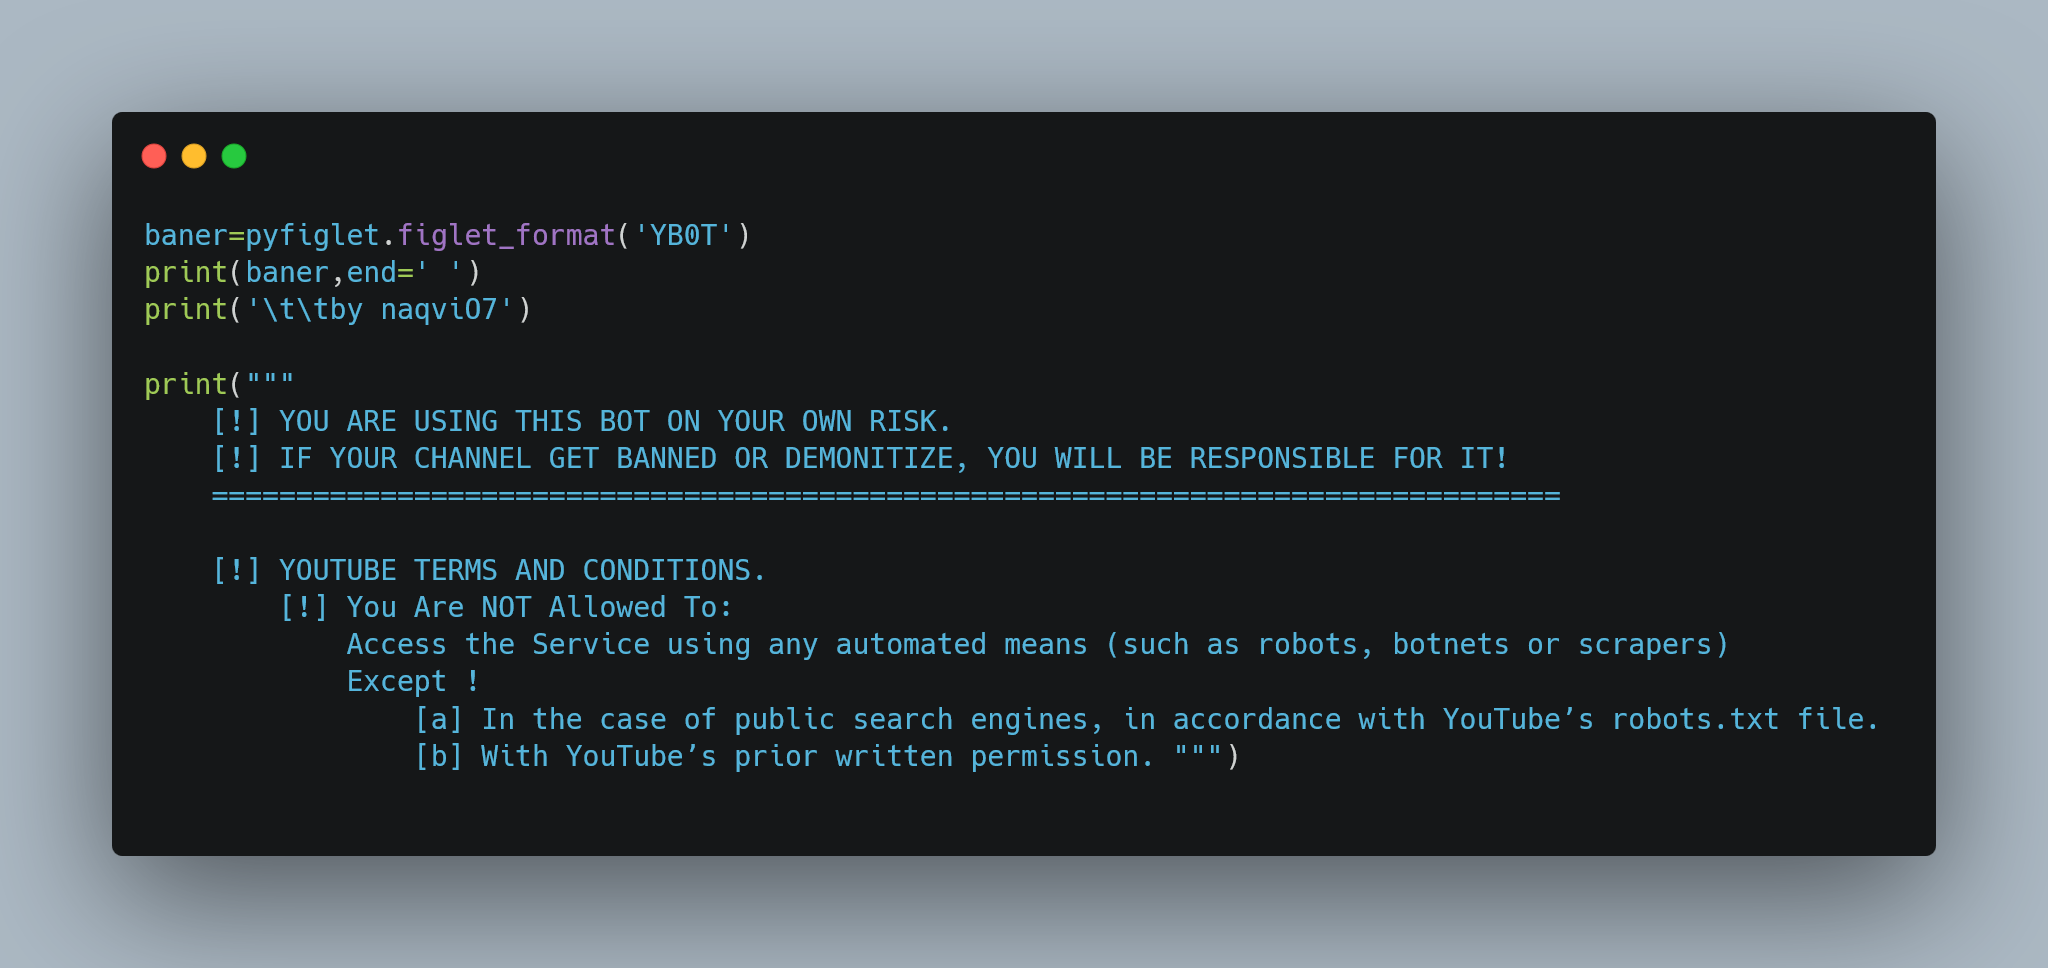 baner=pyfiglet.figlet_format('YB0T')
print(baner,end=' ')
print('\t\tby naqviO7')
print("""
[!] YOU ARE USING THIS BOT ON YOUR OWN RISK.
[!] IF YOUR CHANNEL GET BANNED OR DEMONITIZE, YOU WILL BE RESPONSIBLE FOR IT!
================================================================================
[!] YOUTUBE TERMS AND CONDITIONS.
[!] You Are NOT Allowed To:
Access the Service using any automated means (such as robots, botnets or scrapers)
Except !
[a] In the case of public search engines, in accordance with YouTube’s robots.txt file.
[b] With YouTube’s prior written permission. """)